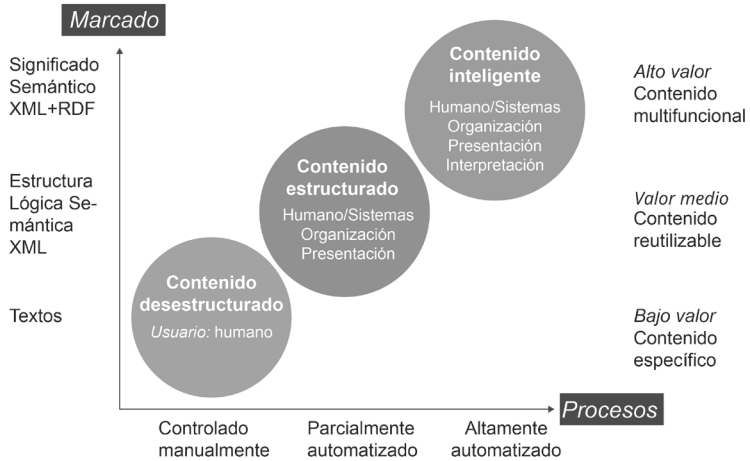 Marcado
Significado
Semántico
XML+RDF
Estructura
Lógica Se-
mántica
XML
Textos
Contenido
inteligente
Humano/Sistemas
Organización
Presentación
Interpretación
Contenido
estructurado
Humano/Sistemas
Organización
Presentación
Contenido
desestructurado
Usuario: humano
Alto valor
Contenido
multifuncional
Valor medio
Contenido
reutilizable
Bajo valor
Contenido
específico
Procesos
Controlado
manualmente
Parcialmente
automatizado
Altamente
automatizado